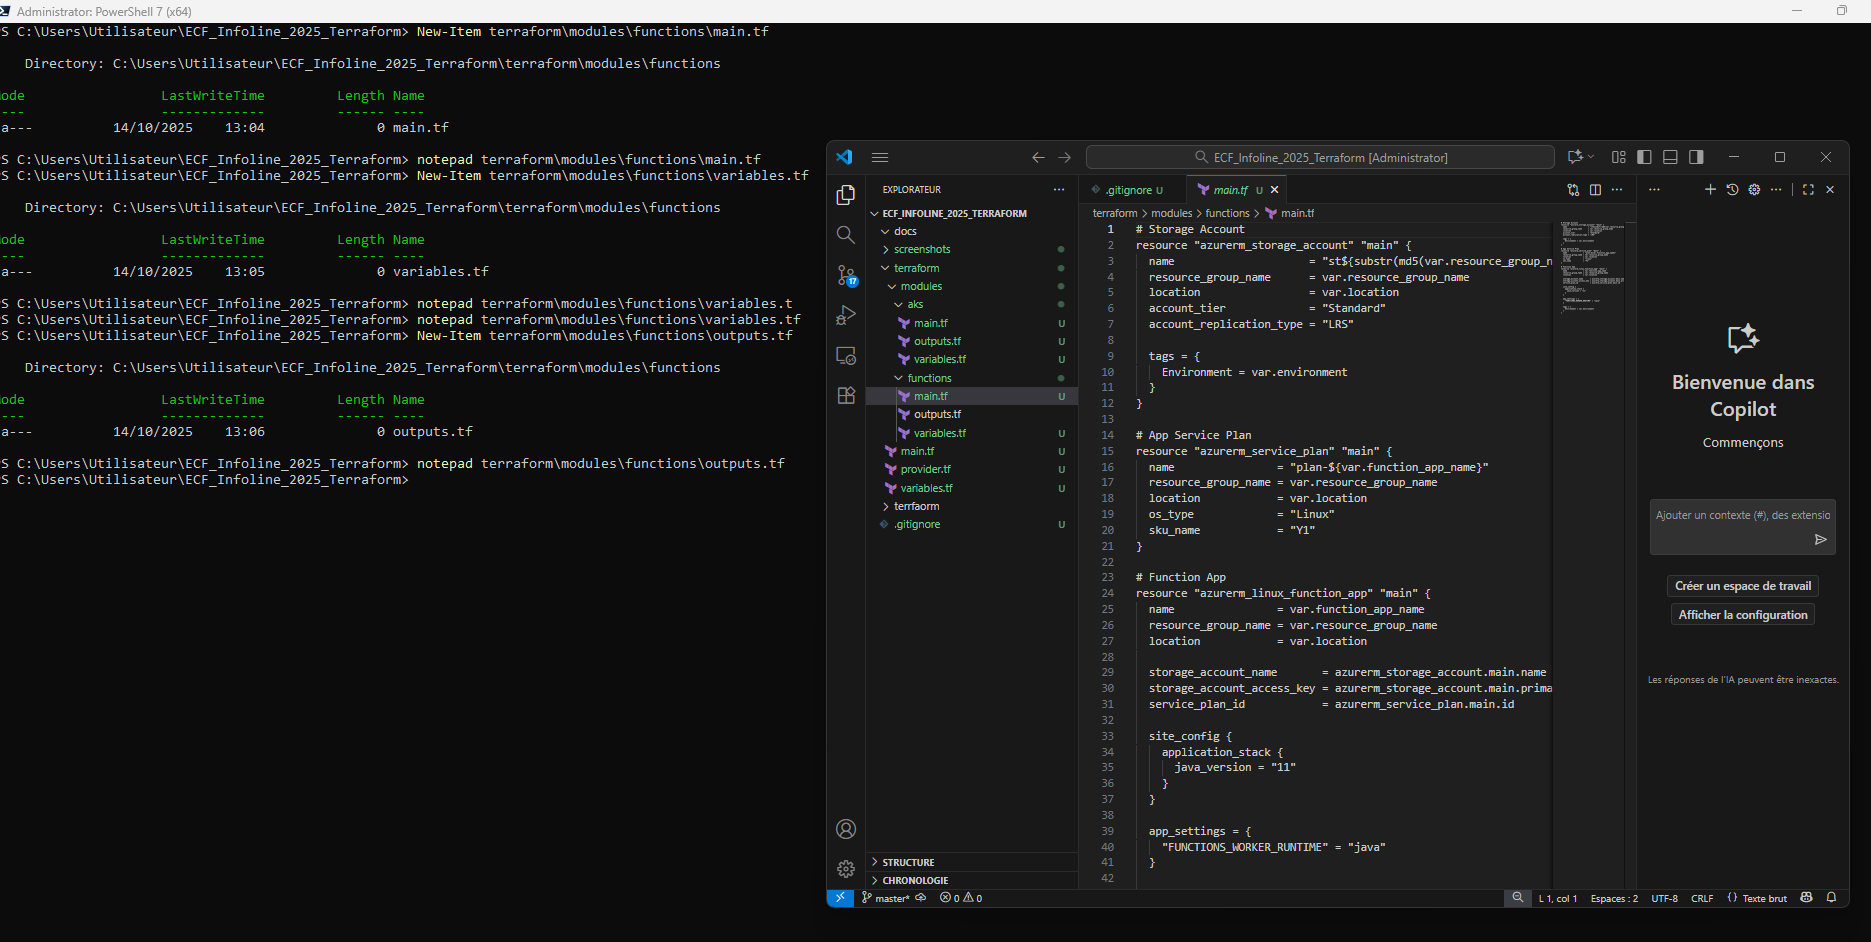 Administrator: PowerShell 7 (x64)
S C:\Users\Utilisateur\ECF_Infoline_2025_Terraform> New-Item terraform\modules\functions\main.tf
Directory: C:\Users\Utilisateur\ECF_Infoline_2025_Terraform\terraform\modules\functions
ode LastWriteTime Length Name
--- ------------- ------ ----
a--- 14/10/2025 13:04 0 main.tf
S C:\Users\Utilisateur\ECF_Infoline_2025_Terraform> notepad terraform\modules\functions\main.tf
S C:\Users\Utilisateur\ECF_Infoline_2025_Terraform> New-Item terraform\modules\functions\variables.tf
Directory: C:\Users\Utilisateur\ECF_Infoline_2025_Terraform\terraform\modules\functions
ode LastWriteTime Length Name
--- ------------- ------ ----
a--- 14/10/2025 13:05 0 variables.tf
S C:\Users\Utilisateur\ECF_Infoline_2025_Terraform> notepad terraform\modules\functions\variables.t
S C:\Users\Utilisateur\ECF_Infoline_2025_Terraform> notepad terraform\modules\functions\variables.tf
S C:\Users\Utilisateur\ECF_Infoline_2025_Terraform> New-Item terraform\modules\functions\outputs.tf
Directory: C:\Users\Utilisateur\ECF_Infoline_2025_Terraform\terraform\modules\functions
ode LastWriteTime Length Name
--- ------------- ------ ----
a--- 14/10/2025 13:06 0 outputs.tf
S C:\Users\Utilisateur\ECF_Infoline_2025_Terraform> notepad terraform\modules\functions\outputs.tf
S C:\Users\Utilisateur\ECF_Infoline_2025_Terraform>
ECF_Infoline_2025_Terraform [Administrator]
EXPLORATEUR
ECF_INFOLINE_2025_TERRAFORM
docs
screenshots
terraform
modules
aks
main.tf U
outputs.tf U
variables.tf U
functions
main.tf U
outputs.tf
variables.tf U
main.tf U
provider.tf U
variables.tf U
terrfaorm
.gitignore U
STRUCTURE
CHRONOLOGIE
17
.gitignore U
main.tf U
terraform > modules > functions > main.tf
1 # Storage Account
2 resource "azurerm_storage_account" "main" {
3 name = "st${substr(md5(var.resource_group_n
4 resource_group_name = var.resource_group_name
5 location = var.location
6 account_tier = "Standard"
7 account_replication_type = "LRS"
8
9 tags = {
10 Environment = var.environment
11 }
12 }
13
14 # App Service Plan
15 resource "azurerm_service_plan" "main" {
16 name = "plan-${var.function_app_name}"
17 resource_group_name = var.resource_group_name
18 location = var.location
19 os_type = "Linux"
20 sku_name = "Y1"
21 }
22
23 # Function App
24 resource "azurerm_linux_function_app" "main" {
25 name = var.function_app_name
26 resource_group_name = var.resource_group_name
27 location = var.location
28
29 storage_account_name = azurerm_storage_account.main.name
30 storage_account_access_key = azurerm_storage_account.main.prima
31 service_plan_id = azurerm_service_plan.main.id
32
33 site_config {
34 application_stack {
35 java_version = "11"
36 }
37 }
38
39 app_settings = {
40 "FUNCTIONS_WORKER_RUNTIME" = "java"
41 }
42
Bienvenue dans
Copilot
Commençons
Ajouter un contexte (#), des extensio
Créer un espace de travail
Afficher la configuration
Les réponses de l'IA peuvent être inexactes.
master* 0 0
L 1, col 1 Espaces : 2 UTF-8 CRLF {} Texte brut